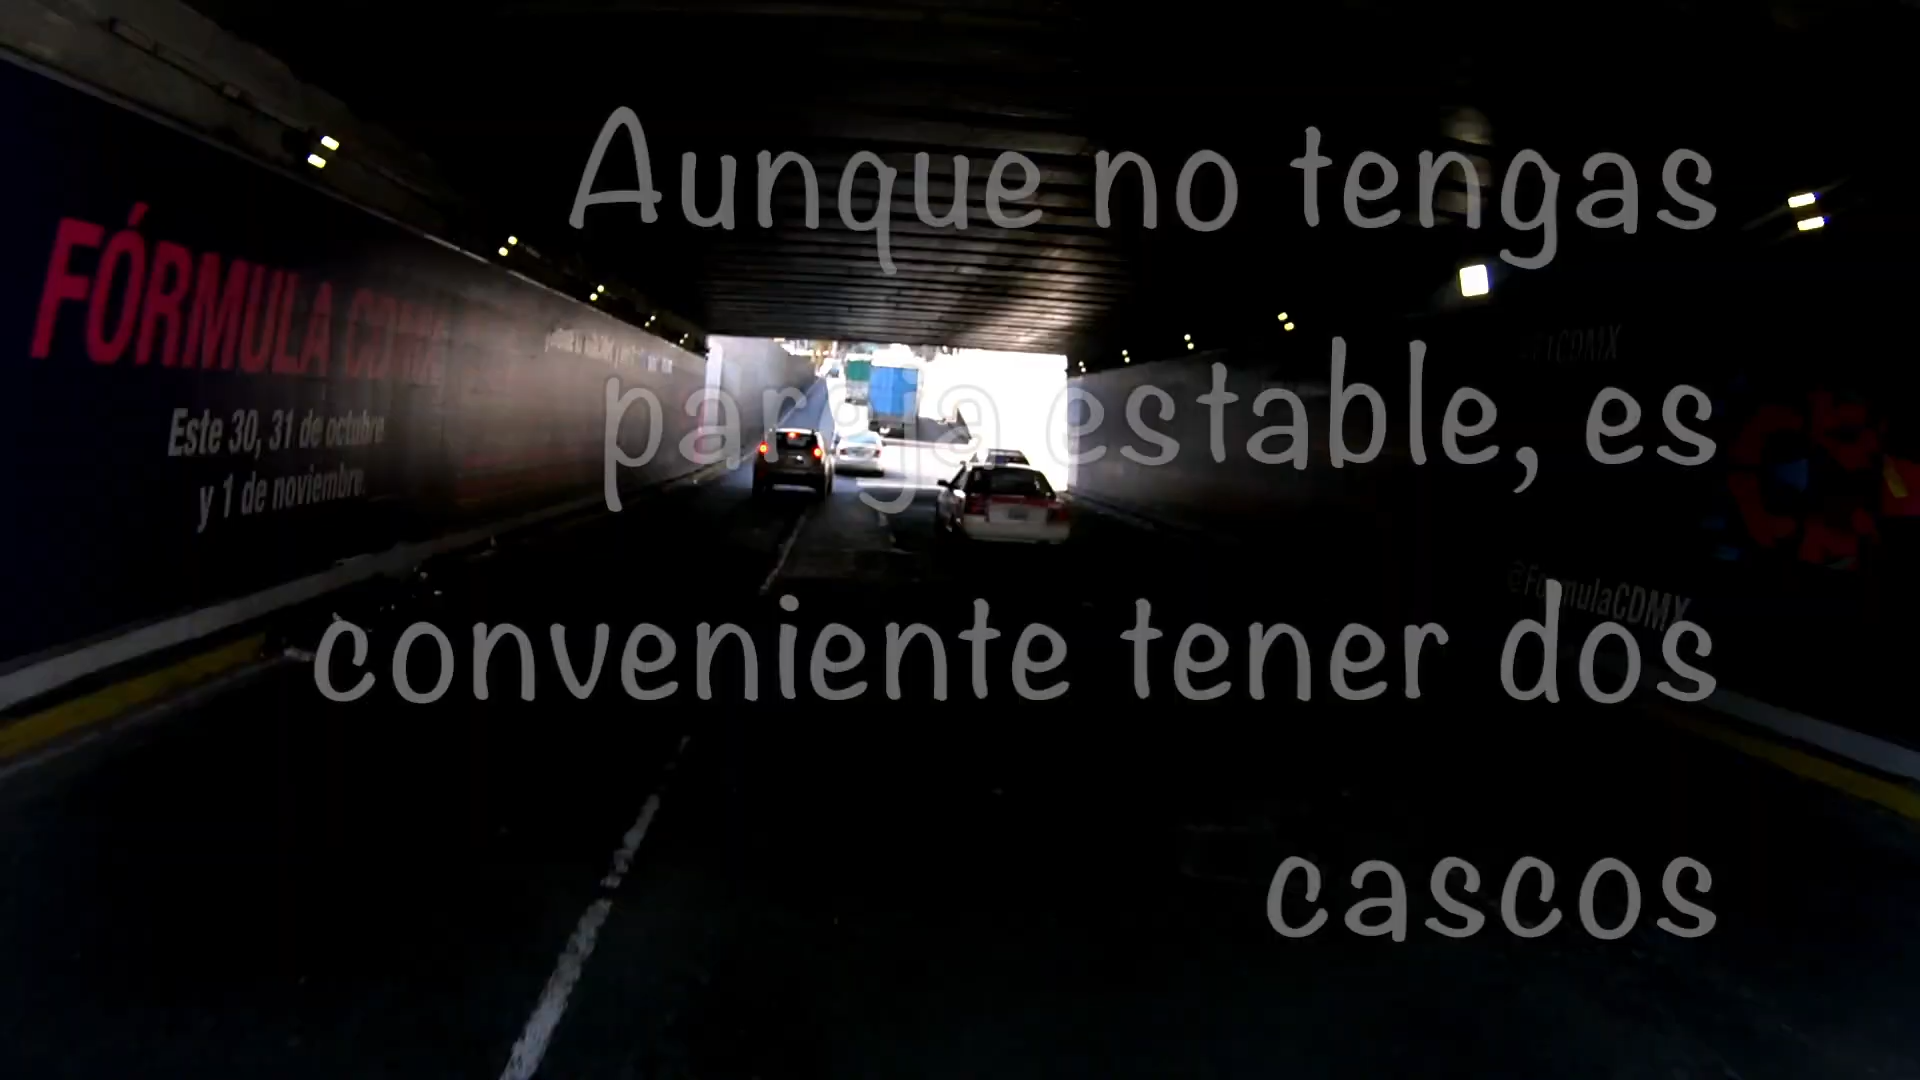 Aunque no tengas
pareja estable, es
conveniente tener dos
cascos
FÓRMULA CDMX
Este 30, 31 de octubre
y 1 de noviembre.
@FormulaCDMX